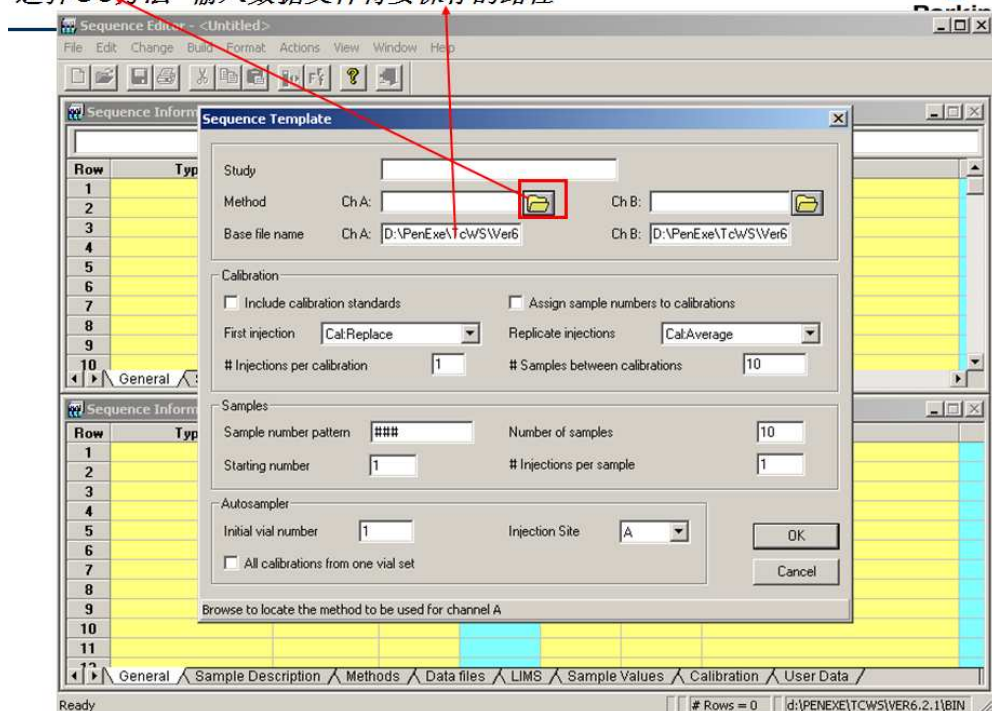 Sequence Editor - <Untitled>
File Edit Change Build Format Actions View Window Help
Sequence Inform
Row Typ
1
2
3
4
5
6
7
8
9
10
General
Sequence Template
Study
Method Ch A: Ch B:
Base file name Ch A: D:\PenExe\TcWS\Ver6 Ch B: D:\PenExe\TcWS\Ver6
Calibration
Include calibration standards Assign sample numbers to calibrations
First injection Cal:Replace Replicate injections Cal:Average
# Injections per calibration 1 # Samples between calibrations 10
Samples
Sample number pattern ### Number of samples 10
Starting number 1 # Injections per sample 1
Autosampler
Initial vial number 1 Injection Site A
All calibrations from one vial set
OK
Cancel
Browse to locate the method to be used for channel A
Sequence Inform
Row Typ
1
2
3
4
5
6
7
8
9
10
11
General Sample Description Methods Data files LIMS Sample Values Calibration User Data
Ready # Rows = 0 d:\PENEXE\TCWS\VER6.2.1\BIN